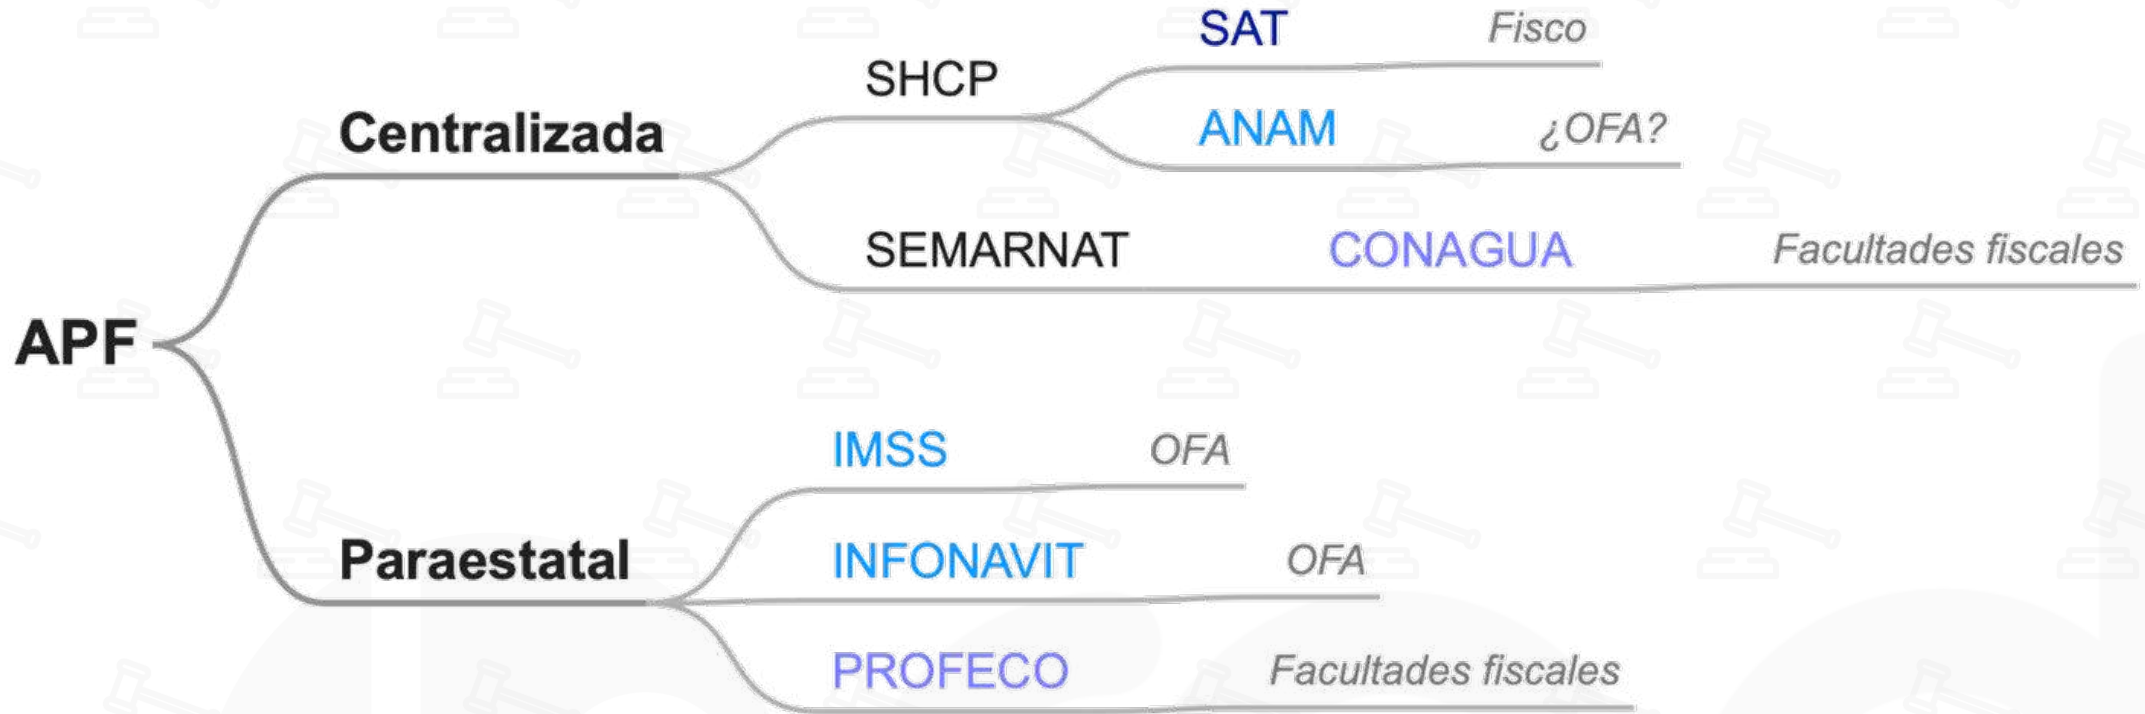 SAT Fisco
SHCP
ANAM ¿OFA?
Centralizada
SEMARNAT CONAGUA Facultades fiscales
APF
IMSS OFA
INFONAVIT OFA
Paraestatal
PROFECO Facultades fiscales